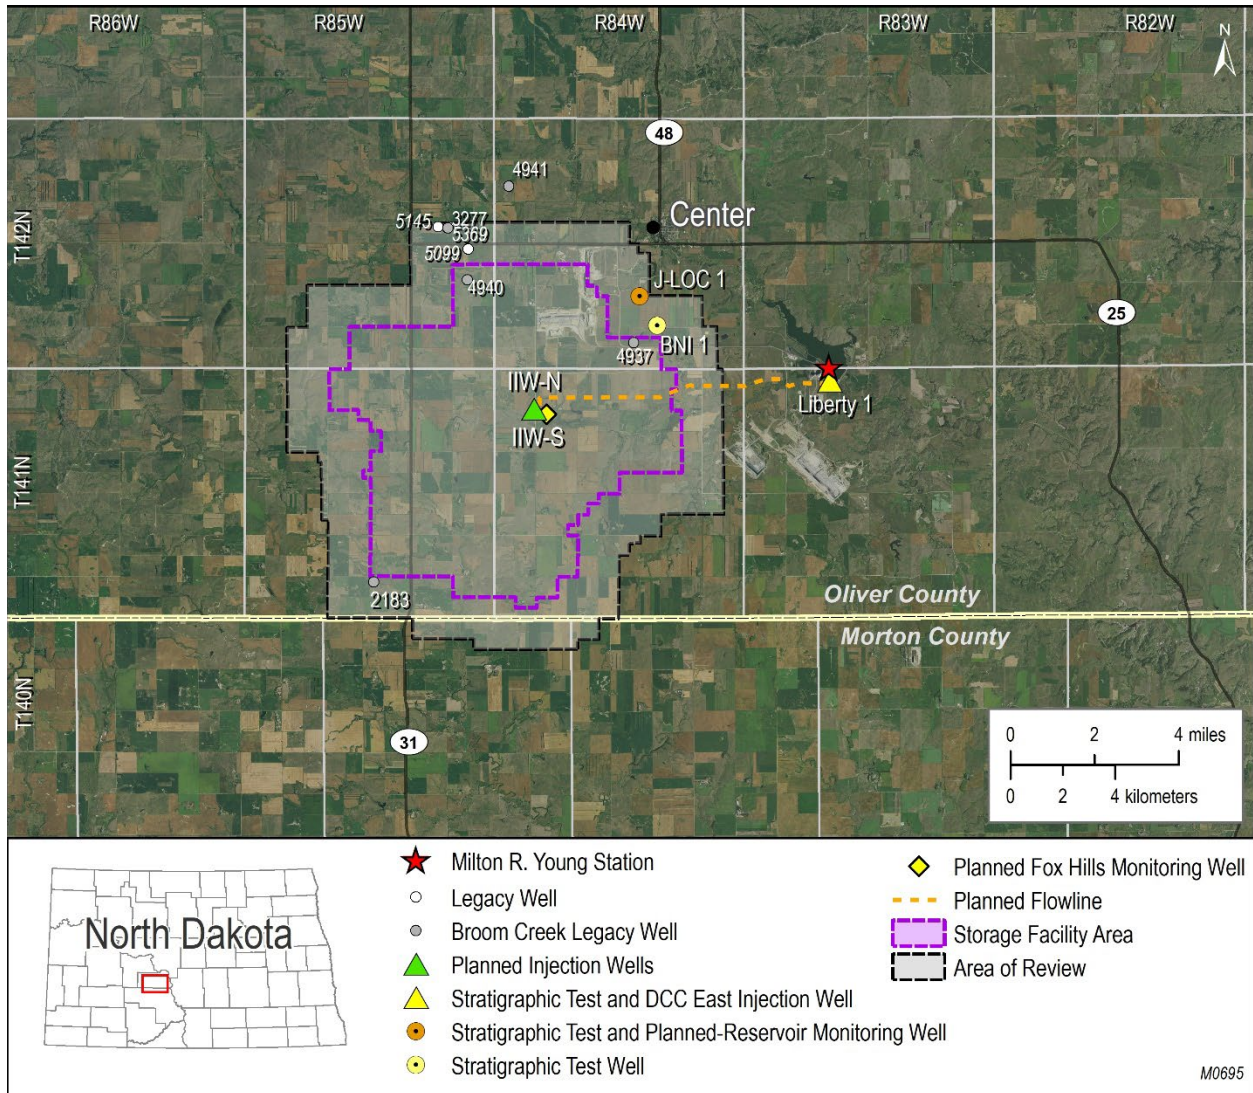 R86W
R85W
R84W
R83W
R82W
N
48
4941
Center
T142N
5145
3277
5369
5099
4940
J-LOC 1
25
BNI 1
4937
IIW-N
Liberty 1
IIW-S
T141N
2183
Oliver County
Morton County
T140N
31
0 2 4 miles
0 2 4 kilometers
North Dakota
Milton R. Young Station
Legacy Well
Broom Creek Legacy Well
Planned Injection Wells
Stratigraphic Test and DCC East Injection Well
Stratigraphic Test and Planned-Reservoir Monitoring Well
Stratigraphic Test Well
Planned Fox Hills Monitoring Well
Planned Flowline
Storage Facility Area
Area of Review
M0695